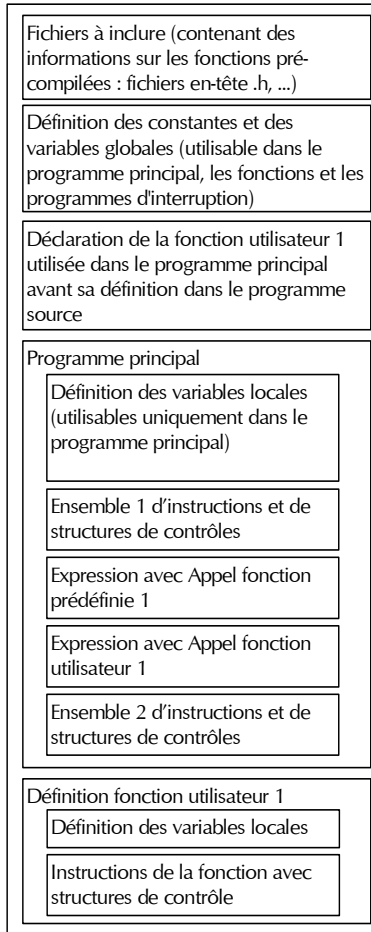 Fichiers à inclure (contenant des
informations sur les fonctions pré-
compilées : fichiers en-tête .h, ...)
Définition des constantes et des
variables globales (utilisable dans le
programme principal, les fonctions et les
programmes d'interruption)
Déclaration de la fonction utilisateur 1
utilisée dans le programme principal
avant sa définition dans le programme
source
Programme principal
Définition des variables locales
(utilisables uniquement dans le
programme principal)
Ensemble 1 d’instructions et de
structures de contrôles
Expression avec Appel fonction
prédéfinie 1
Expression avec Appel fonction
utilisateur 1
Ensemble 2 d’instructions et de
structures de contrôles
Définition fonction utilisateur 1
Définition des variables locales
Instructions de la fonction avec
structures de contrôle